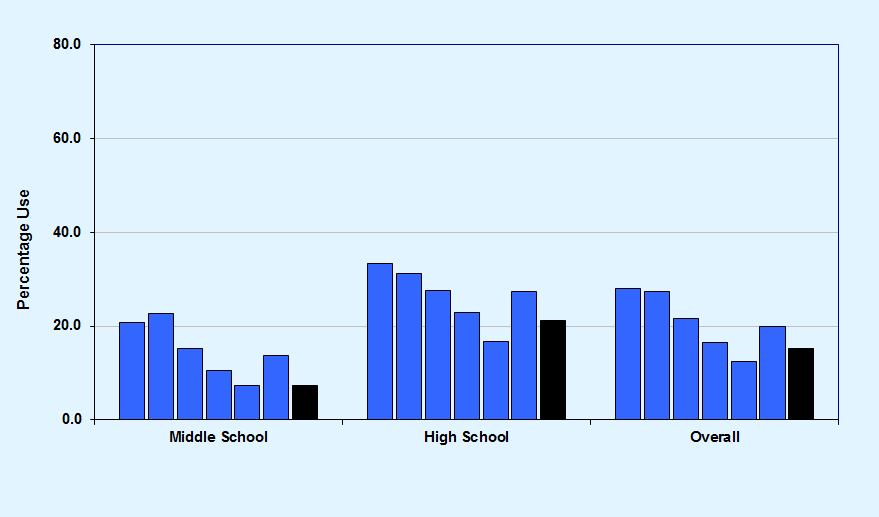 80.0
60.0
40.0
20.0
0.0
Percentage Use
Middle School
High School
Overall